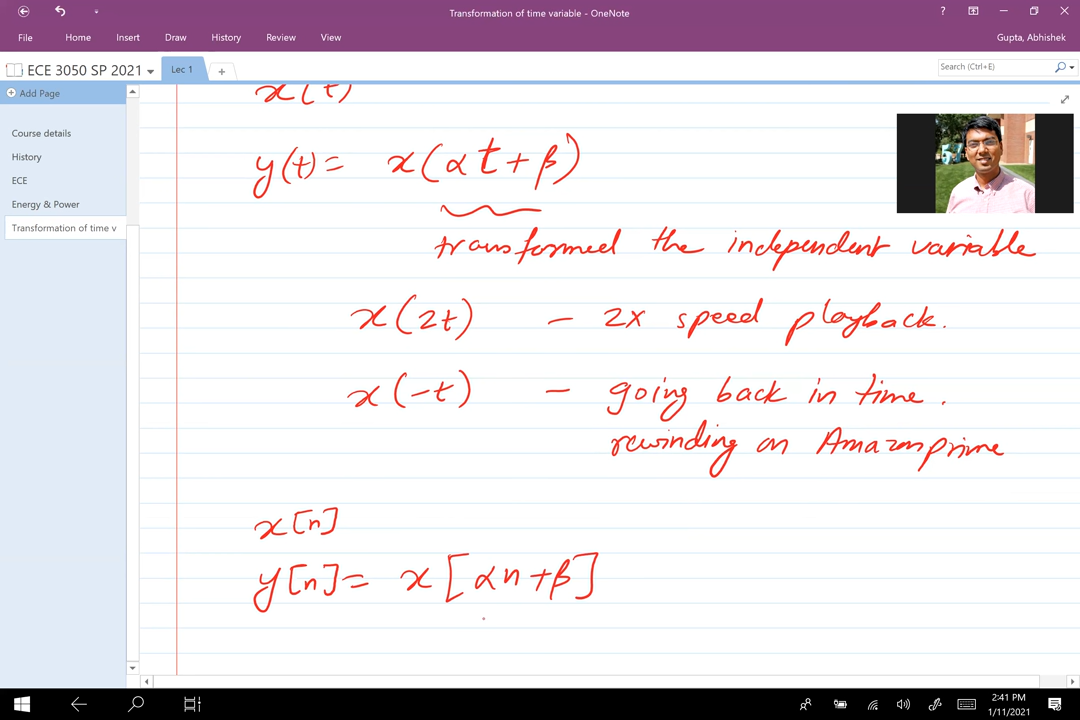 Transformation of time variable - OneNote
File Home Insert Draw History Review View
Gupta, Abhishek
ECE 3050 SP 2021
Lec 1
Search (Ctrl+E)
Add Page
Course details
History
ECE
Energy & Power
Transformation of time v
x(t)
y(t) = x(αt+β)
transformed the independent variable
x(2t) - 2x speed playback.
x(-t) - going back in time.
rewinding on Amazon prime
x[n]
y[n] = x[αn+β]
2:41 PM
1/11/2021